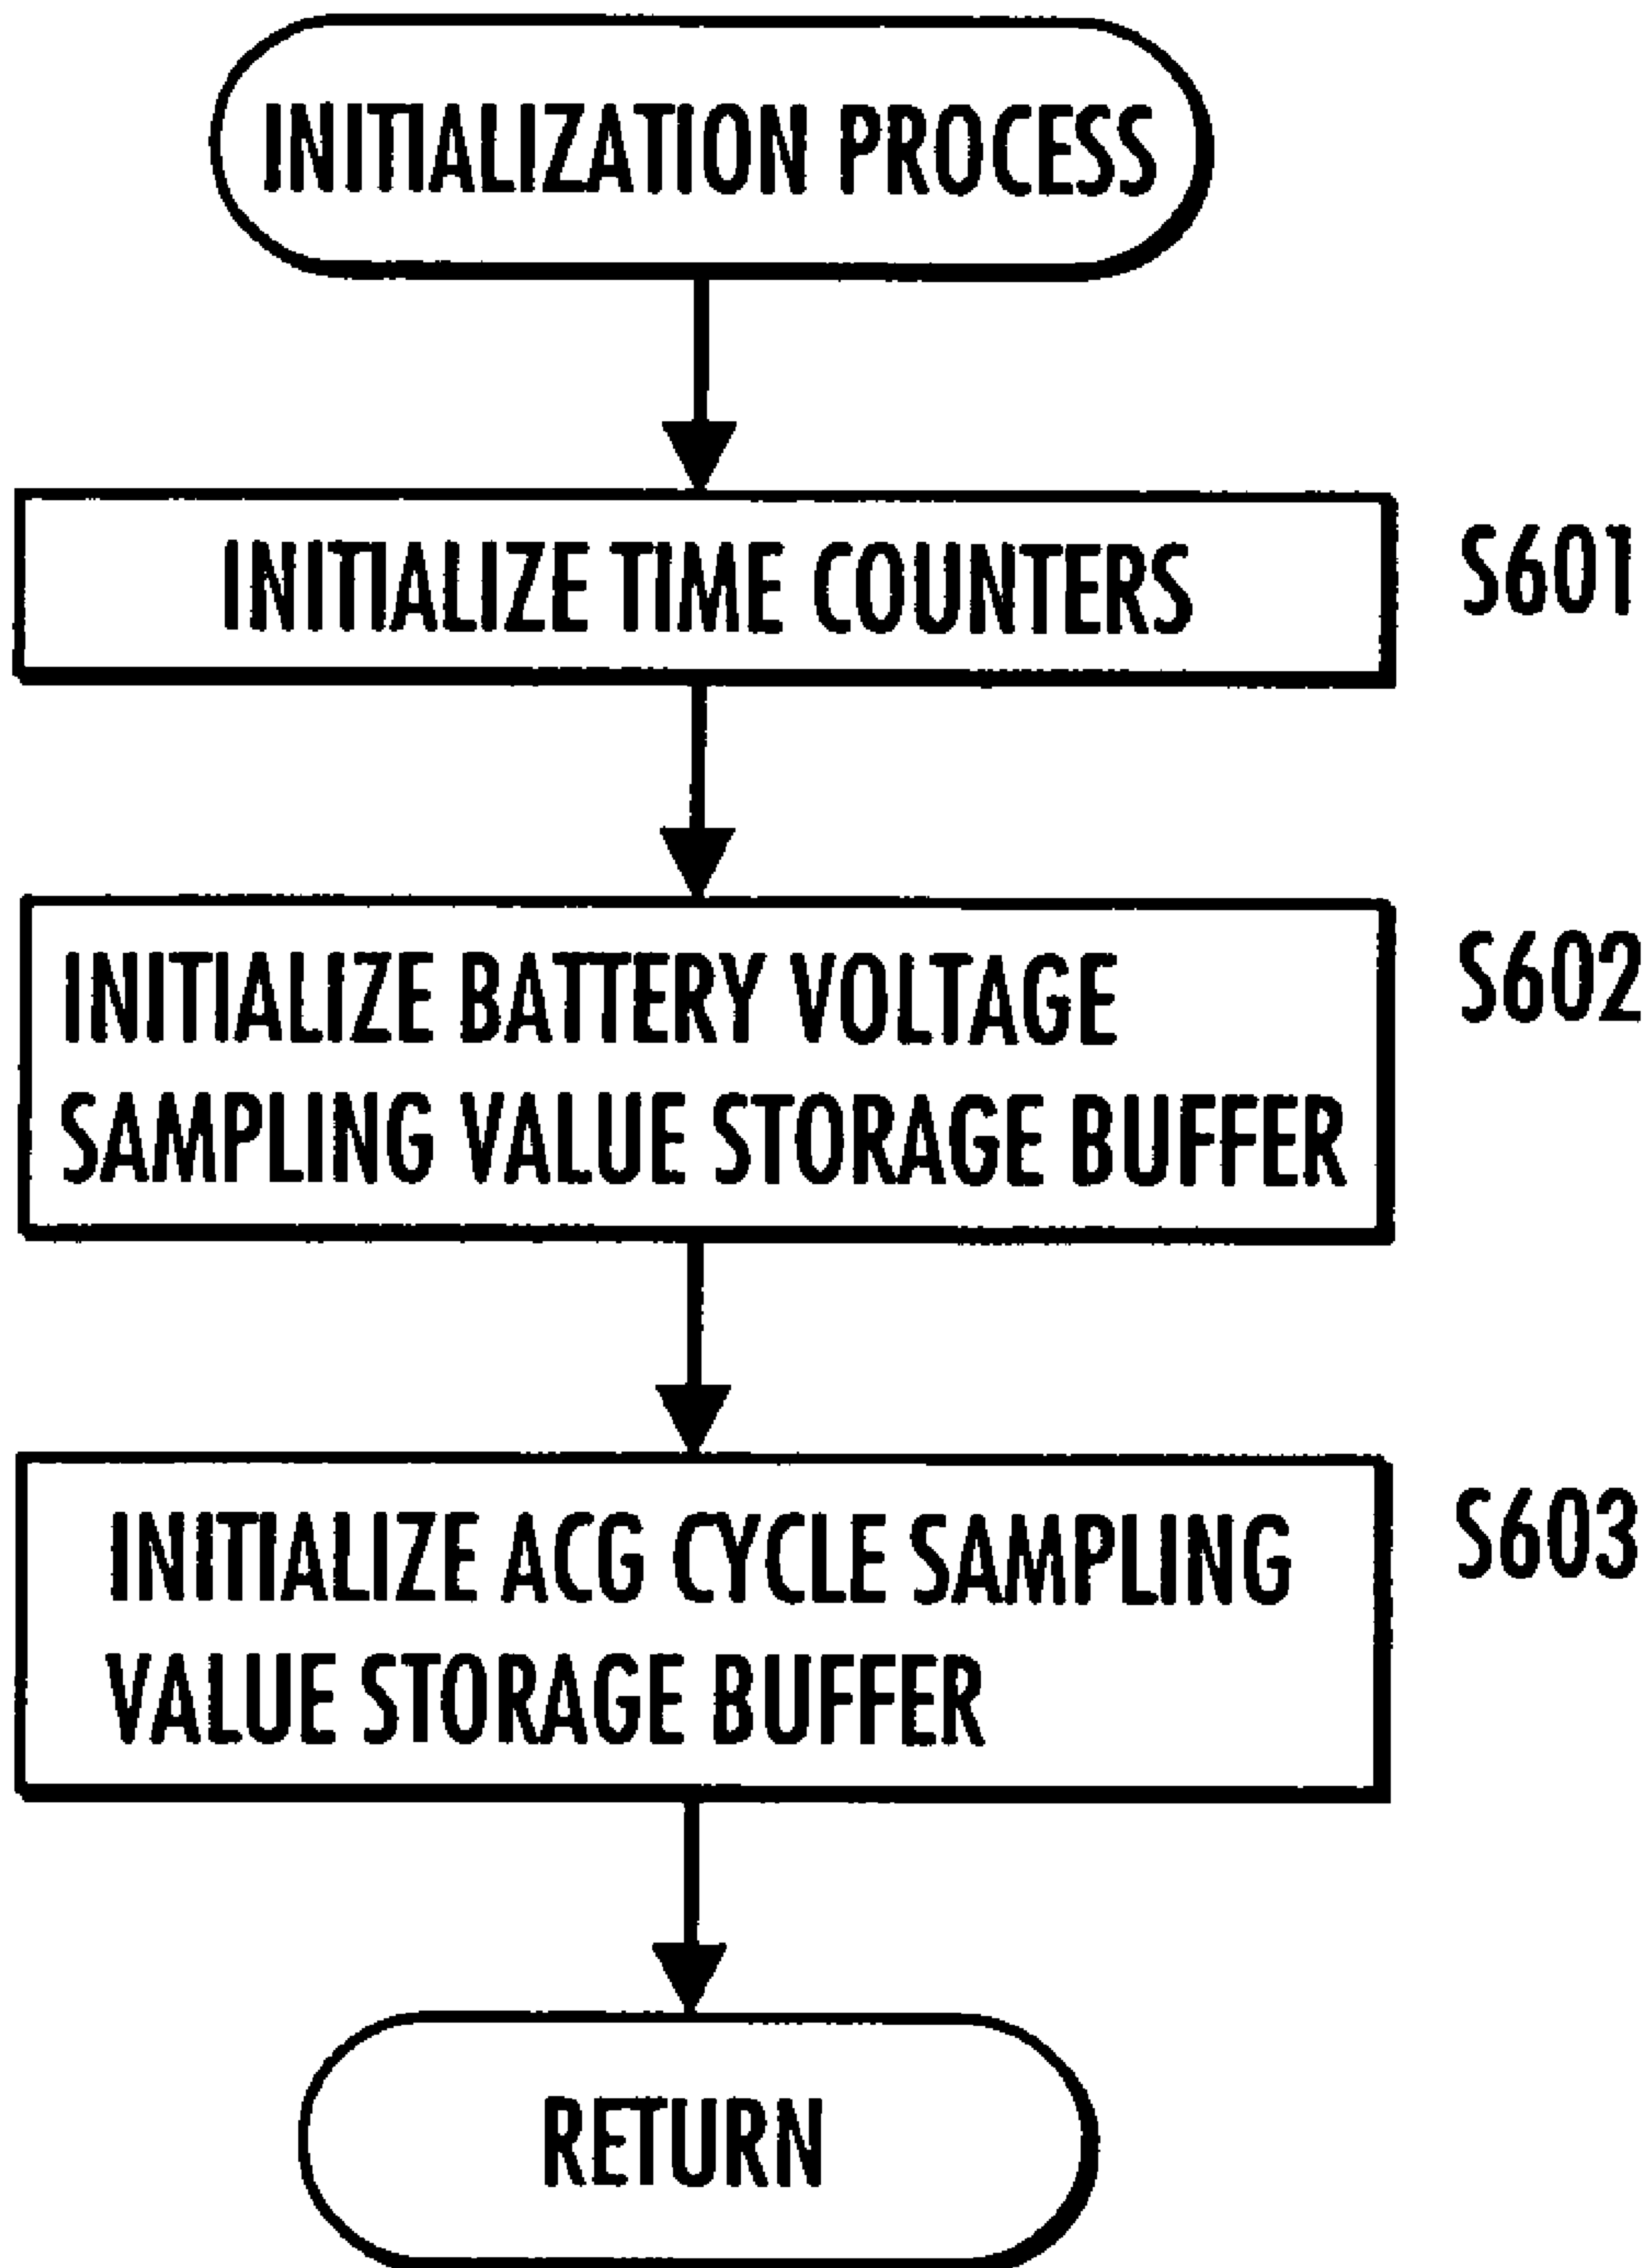 INITIALIZATION PROCESS
INITIALIZE TIME COUNTERS
S601
INITIALIZE BATTERY VOLTAGE
SAMPLING VALUE STORAGE BUFFER
S602
INITIALIZE ACG CYCLE SAMPLING
VALUE STORAGE BUFFER
S603
RETURN